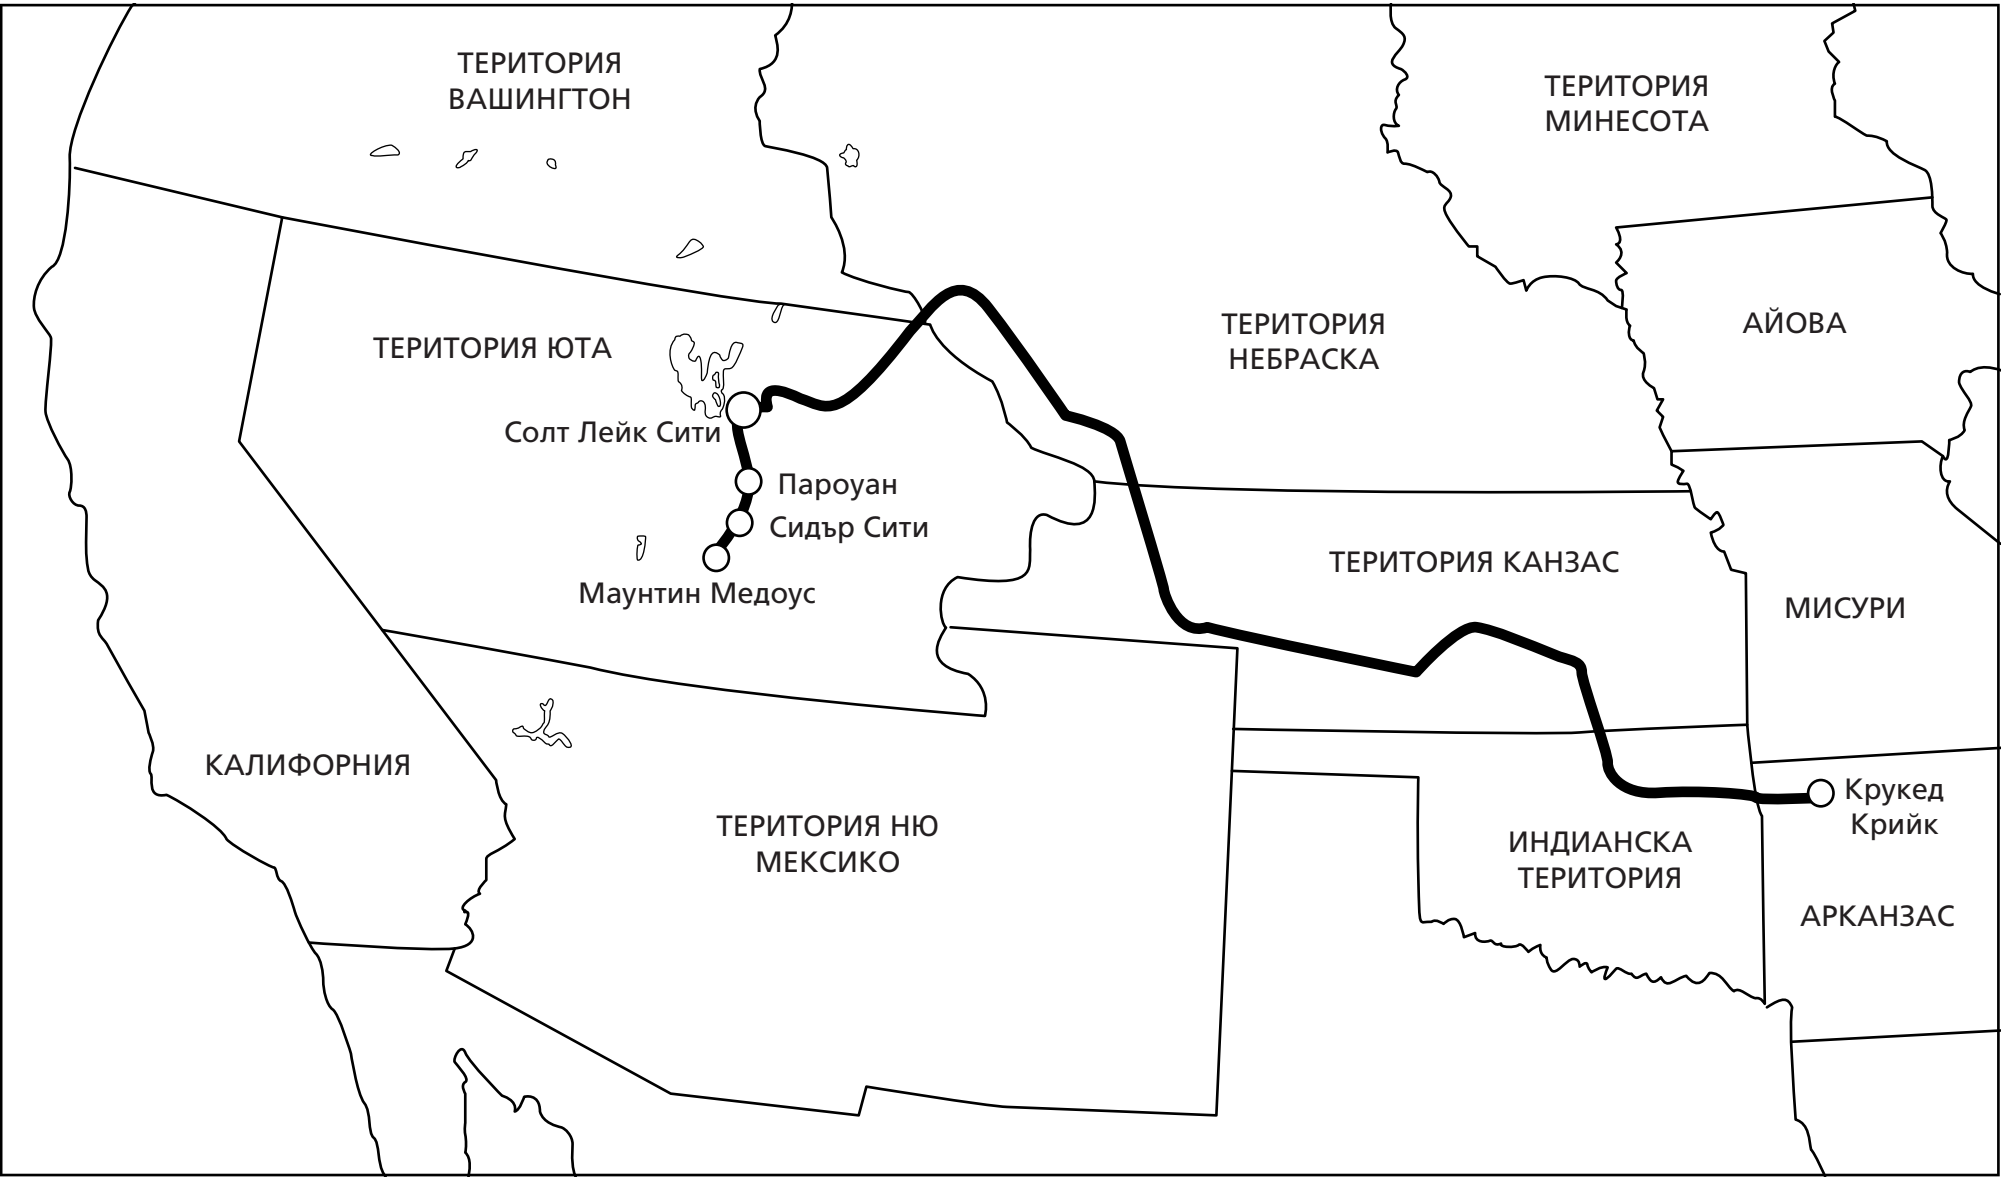 ТЕРИТОРИЯ
ВАШИНГТОН
ТЕРИТОРИЯ
МИНЕСОТА
ТЕРИТОРИЯ ЮТА
ТЕРИТОРИЯ
НЕБРАСКА
АЙОВА
Солт Лейк Сити
Пароуан
Сидър Сити
Маунтин Медоус
ТЕРИТОРИЯ КАНЗАС
МИСУРИ
КАЛИФОРНИЯ
ТЕРИТОРИЯ НЮ
МЕКСИКО
Крукед
Крийк
ИНДИАНСКА
ТЕРИТОРИЯ
АРКАНЗАС